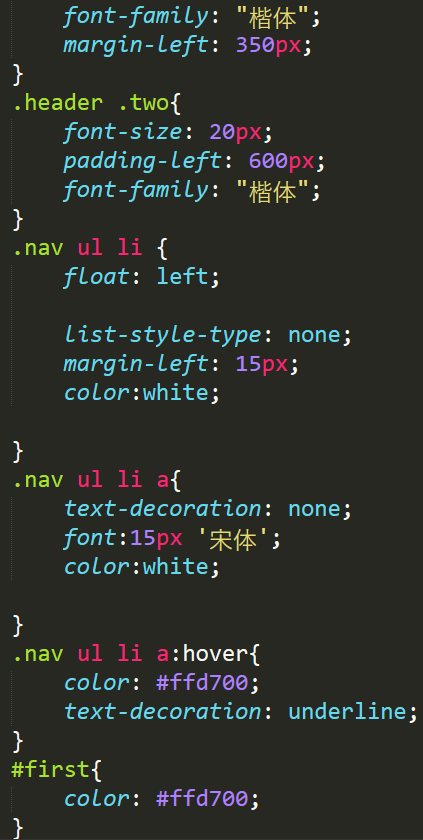 font-family: "楷体";
    margin-left: 350px;
}
.header .two{
    font-size: 20px;
    padding-left: 600px;
    font-family: "楷体";
}
.nav ul li {
    float: left;

    list-style-type: none;
    margin-left: 15px;
    color:white;

}
.nav ul li a{
    text-decoration: none;
    font:15px '宋体';
    color:white;

}
.nav ul li a:hover{
    color: #ffd700;
    text-decoration: underline;
}
#first{
    color: #ffd700;
}